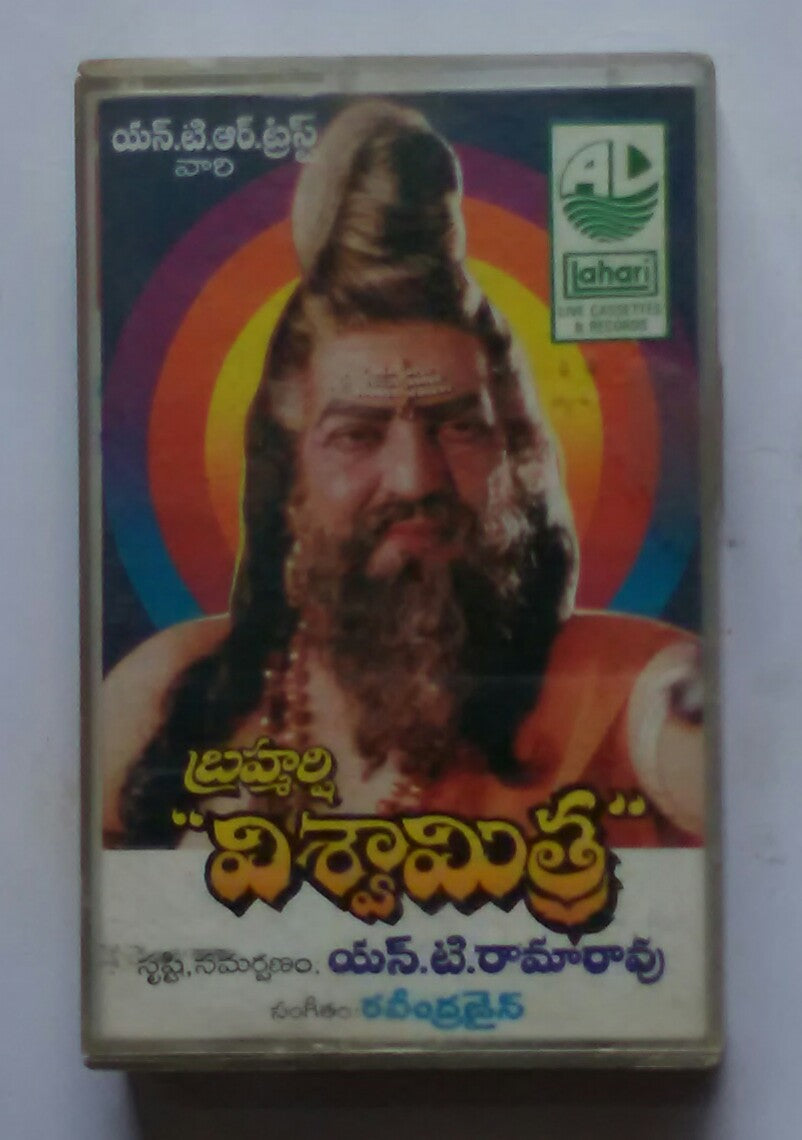 యన్.టి.ఆర్.ట్రస్ట్
వారి
AL
Lahari
LIVE CASSETTES
& RECORDS
బ్రహ్మర్షి
"విశ్వామిత్ర"
సృష్టి, సమర్పణం. యన్.టి.రామారావు
సంగీతం: రవీంద్రజైన్